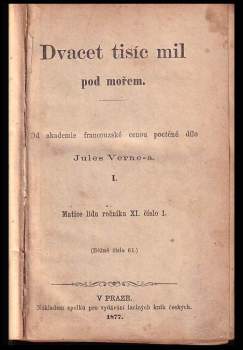 Dvacet tisíc mil
pod mořem.
Od akademie francouzské cenou poctěné dílo
Jules Verne-a.
I.
Matice lidu ročníku XI. číslo 1.
(Běžné číslo 61.)
V PRAZE.
Nákladem spolku pro vydávání laciných knih českých.
1877.